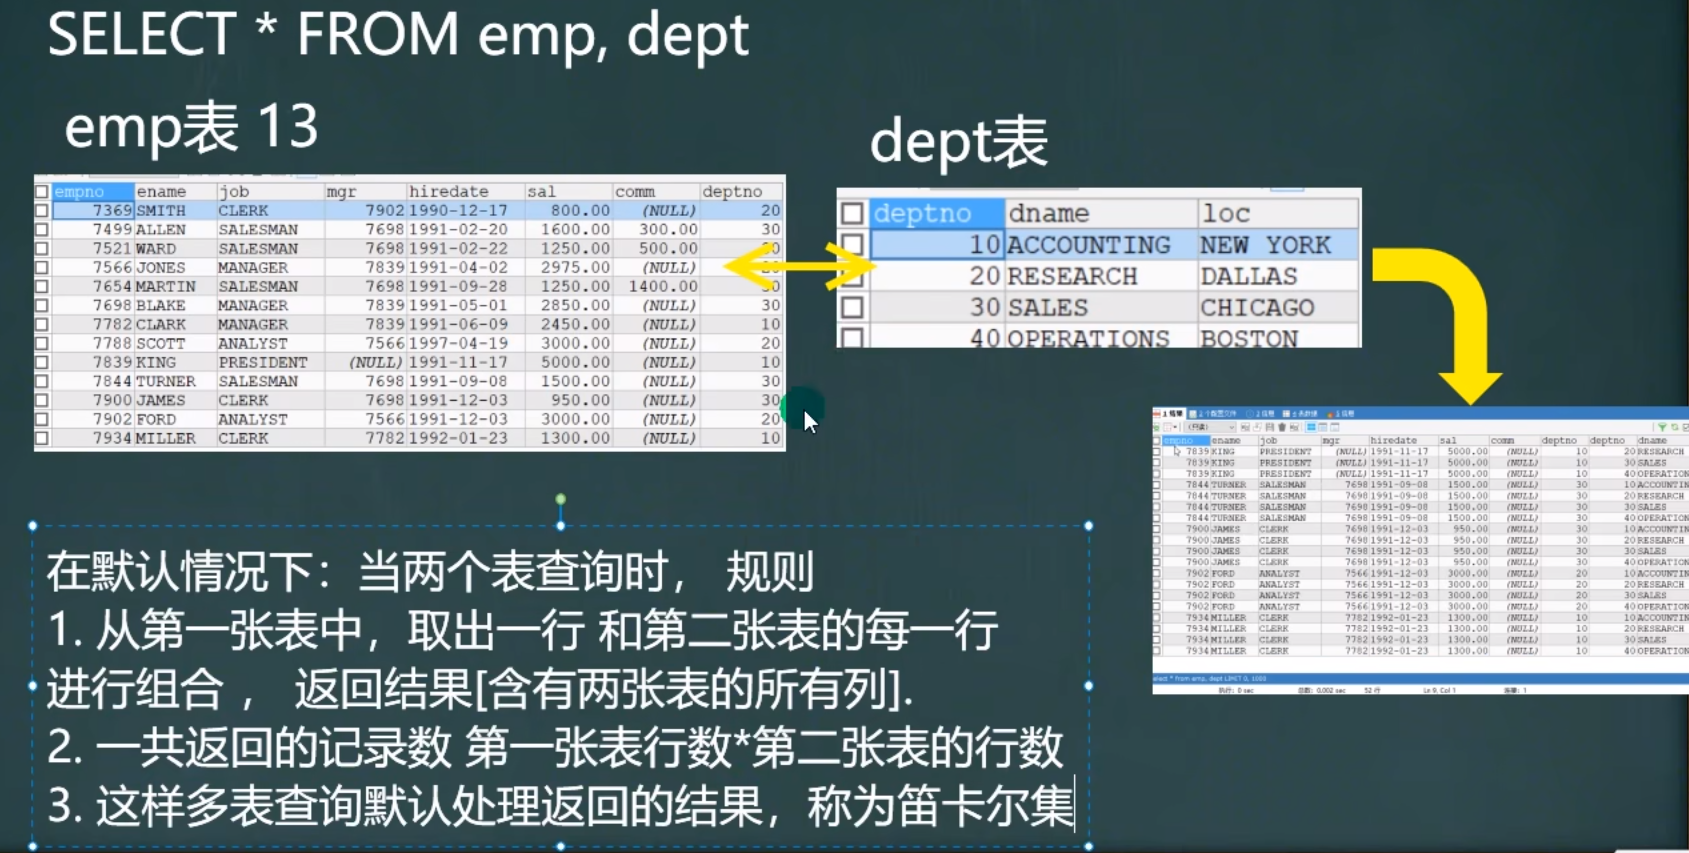 SELECT * FROM emp, dept
emp表 13
dept表
empno ename job mgr hiredate sal comm deptno
7369 SMITH CLERK 7902 1990-12-17 800.00 (NULL) 20
7499 ALLEN SALESMAN 7698 1991-02-20 1600.00 300.00 30
7521 WARD SALESMAN 7698 1991-02-22 1250.00 500.00
7566 JONES MANAGER 7839 1991-04-02 2975.00 (NULL)
7654 MARTIN SALESMAN 7698 1991-09-28 1250.00 1400.00 30
7698 BLAKE MANAGER 7839 1991-05-01 2850.00 (NULL) 30
7782 CLARK MANAGER 7839 1991-06-09 2450.00 (NULL) 10
7788 SCOTT ANALYST 7566 1997-04-19 3000.00 (NULL) 20
7839 KING PRESIDENT (NULL) 1991-11-17 5000.00 (NULL) 10
7844 TURNER SALESMAN 7698 1991-09-08 1500.00 (NULL) 30
7900 JAMES CLERK 7698 1991-12-03 950.00 (NULL) 30
7902 FORD ANALYST 7566 1991-12-03 3000.00 (NULL) 20
7934 MILLER CLERK 7782 1992-01-23 1300.00 (NULL) 10
deptno dname loc
10 ACCOUNTING NEW YORK
20 RESEARCH DALLAS
30 SALES CHICAGO
40 OPERATIONS BOSTON
empno ename job mgr hiredate sal comm deptno deptno dname
7839 KING PRESIDENT (NULL) 1991-11-17 5000.00 (NULL) 10 20 RESEARCH
7839 KING PRESIDENT (NULL) 1991-11-17 5000.00 (NULL) 10 30 SALES
7839 KING PRESIDENT (NULL) 1991-11-17 5000.00 (NULL) 10 40 OPERATION
7844 TURNER SALESMAN 7698 1991-09-08 1500.00 (NULL) 30 10 ACCOUNTIN
7844 TURNER SALESMAN 7698 1991-09-08 1500.00 (NULL) 30 20 RESEARCH
7844 TURNER SALESMAN 7698 1991-09-08 1500.00 (NULL) 30 30 SALES
7844 TURNER SALESMAN 7698 1991-09-08 1500.00 (NULL) 30 40 OPERATION
7900 JAMES CLERK 7698 1991-12-03 950.00 (NULL) 30 10 ACCOUNTIN
7900 JAMES CLERK 7698 1991-12-03 950.00 (NULL) 30 20 RESEARCH
7900 JAMES CLERK 7698 1991-12-03 950.00 (NULL) 30 30 SALES
7900 JAMES CLERK 7698 1991-12-03 950.00 (NULL) 30 40 OPERATION
7902 FORD ANALYST 7566 1991-12-03 3000.00 (NULL) 20 10 ACCOUNTIN
7902 FORD ANALYST 7566 1991-12-03 3000.00 (NULL) 20 20 RESEARCH
7902 FORD ANALYST 7566 1991-12-03 3000.00 (NULL) 20 30 SALES
7902 FORD ANALYST 7566 1991-12-03 3000.00 (NULL) 20 40 OPERATION
7934 MILLER CLERK 7782 1992-01-23 1300.00 (NULL) 10 10 ACCOUNTIN
7934 MILLER CLERK 7782 1992-01-23 1300.00 (NULL) 10 20 RESEARCH
7934 MILLER CLERK 7782 1992-01-23 1300.00 (NULL) 10 30 SALES
7934 MILLER CLERK 7782 1992-01-23 1300.00 (NULL) 10 40 OPERATION
select * from emp, dept LIMIT 0, 1000
执行: 0 sec 总数: 0.002 sec 52 行 Ln 9, Col 1
在默认情况下：当两个表查询时， 规则
1. 从第一张表中，取出一行 和第二张表的每一行
进行组合， 返回结果[含有两张表的所有列].
2. 一共返回的记录数 第一张表行数*第二张表的行数
3. 这样多表查询默认处理返回的结果，称为笛卡尔集